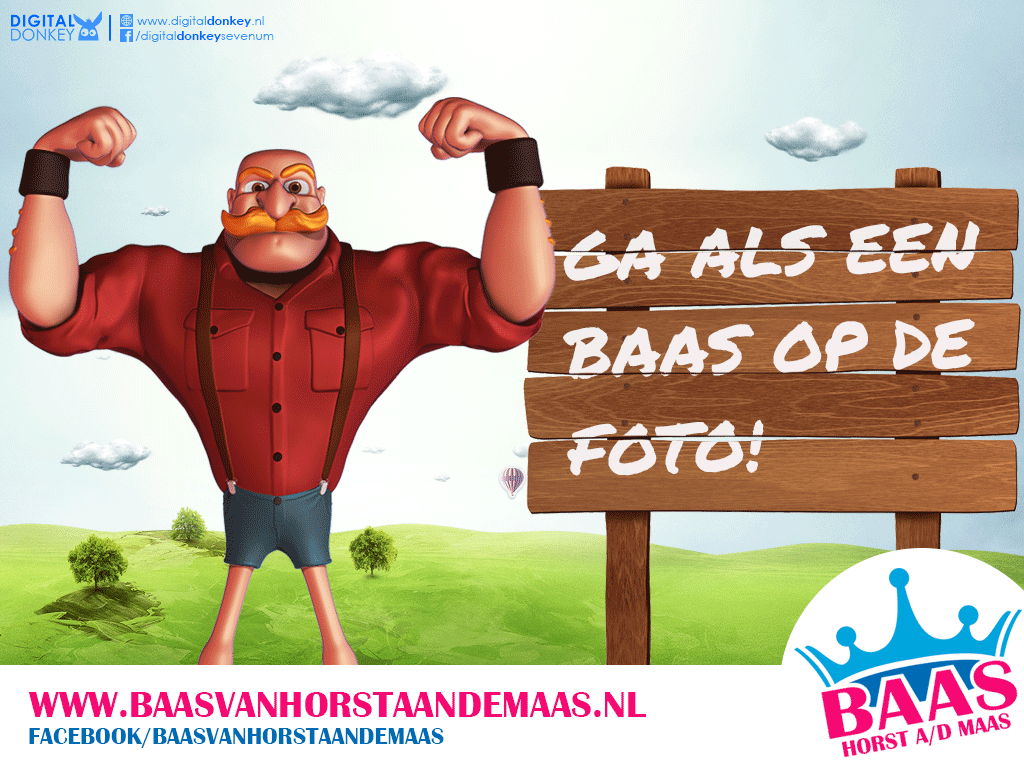 DIGITAL
DONKEY
www.digitaldonkey.nl
/digitaldonkeysevenum
GA ALS EEN
BAAS OP DE
FOTO!
WWW.BAASVANHORSTAANDEMAAS.NL
FACEBOOK/BAASVANHORSTAANDEMAAS
BAAS
HORST A/D MAAS